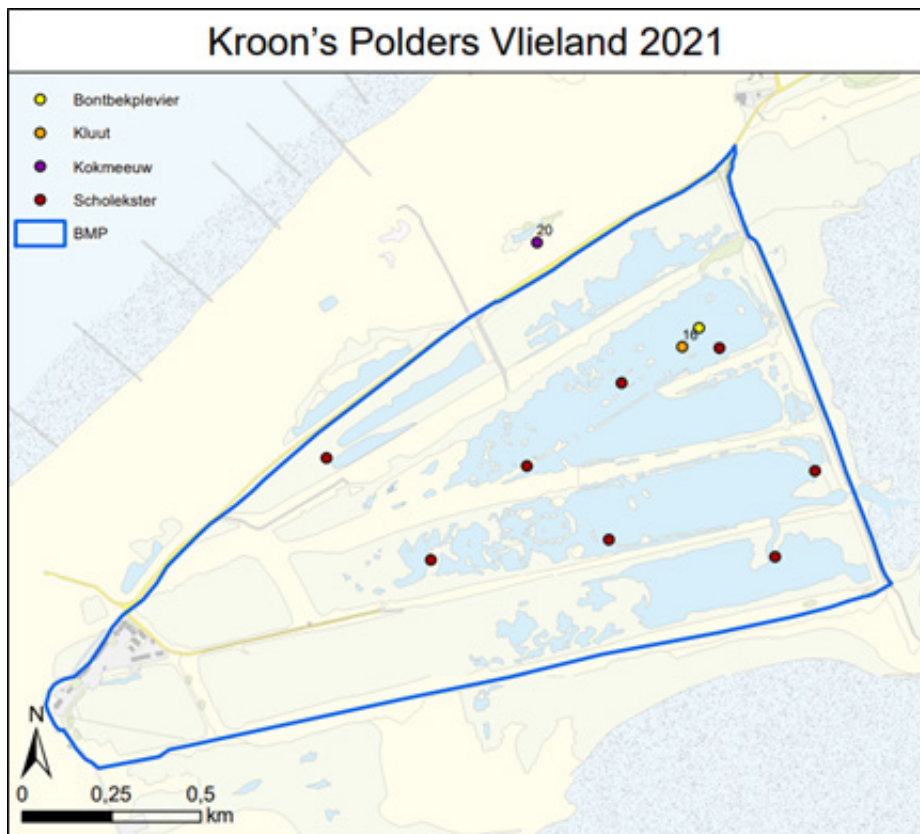 Kroon's Polders Vlieland 2021
Bontbekplevier
Kluut
Kokmeeuw
Scholekster
BMP
20
16
N
0 0,25 0,5
km